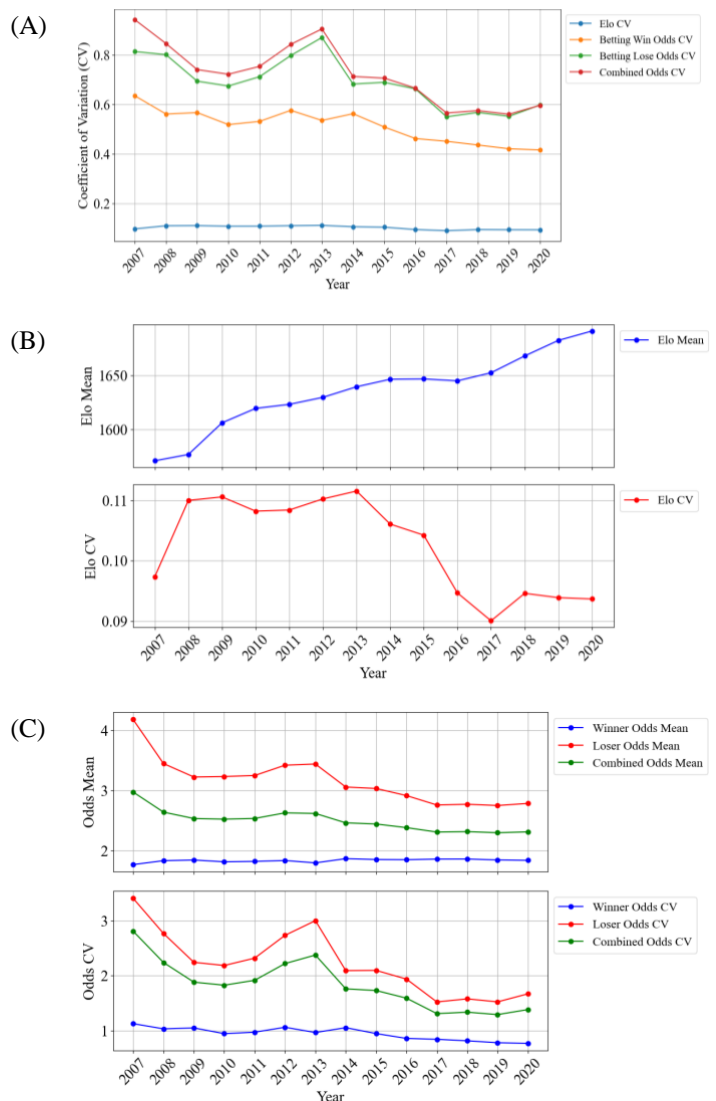 (A)
Coefficient of Variation (CV)
0.8
0.6
0.4
0.2
2007 2008 2009 2010 2011 2012 2013 2014 2015 2016 2017 2018 2019 2020
Year
Elo CV
Betting Win Odds CV
Betting Lose Odds CV
Combined Odds CV
(B)
Elo Mean
1650
1600
Elo Mean
Elo CV
0.11
0.10
0.09
2007 2008 2009 2010 2011 2012 2013 2014 2015 2016 2017 2018 2019 2020
Year
Elo CV
(C)
Odds Mean
4
3
2
Winner Odds Mean
Loser Odds Mean
Combined Odds Mean
Odds CV
3
2
1
2007 2008 2009 2010 2011 2012 2013 2014 2015 2016 2017 2018 2019 2020
Year
Winner Odds CV
Loser Odds CV
Combined Odds CV